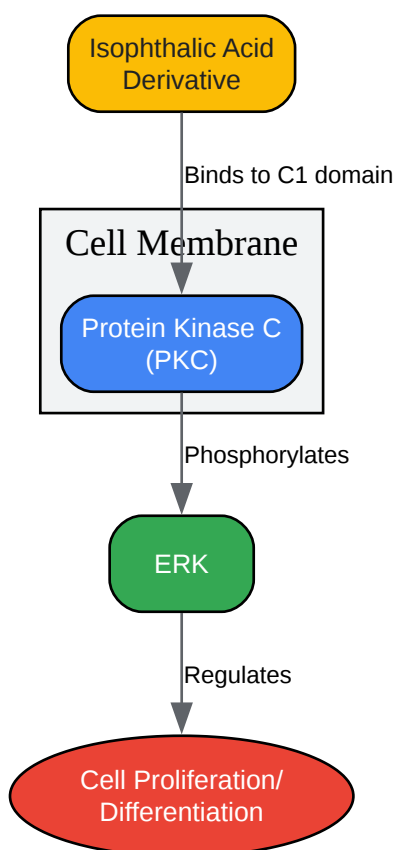 Isophthalic Acid
Derivative
Binds to C1 domain
Cell Membrane
Protein Kinase C
(PKC)
Phosphorylates
ERK
Regulates
Cell Proliferation/
Differentiation